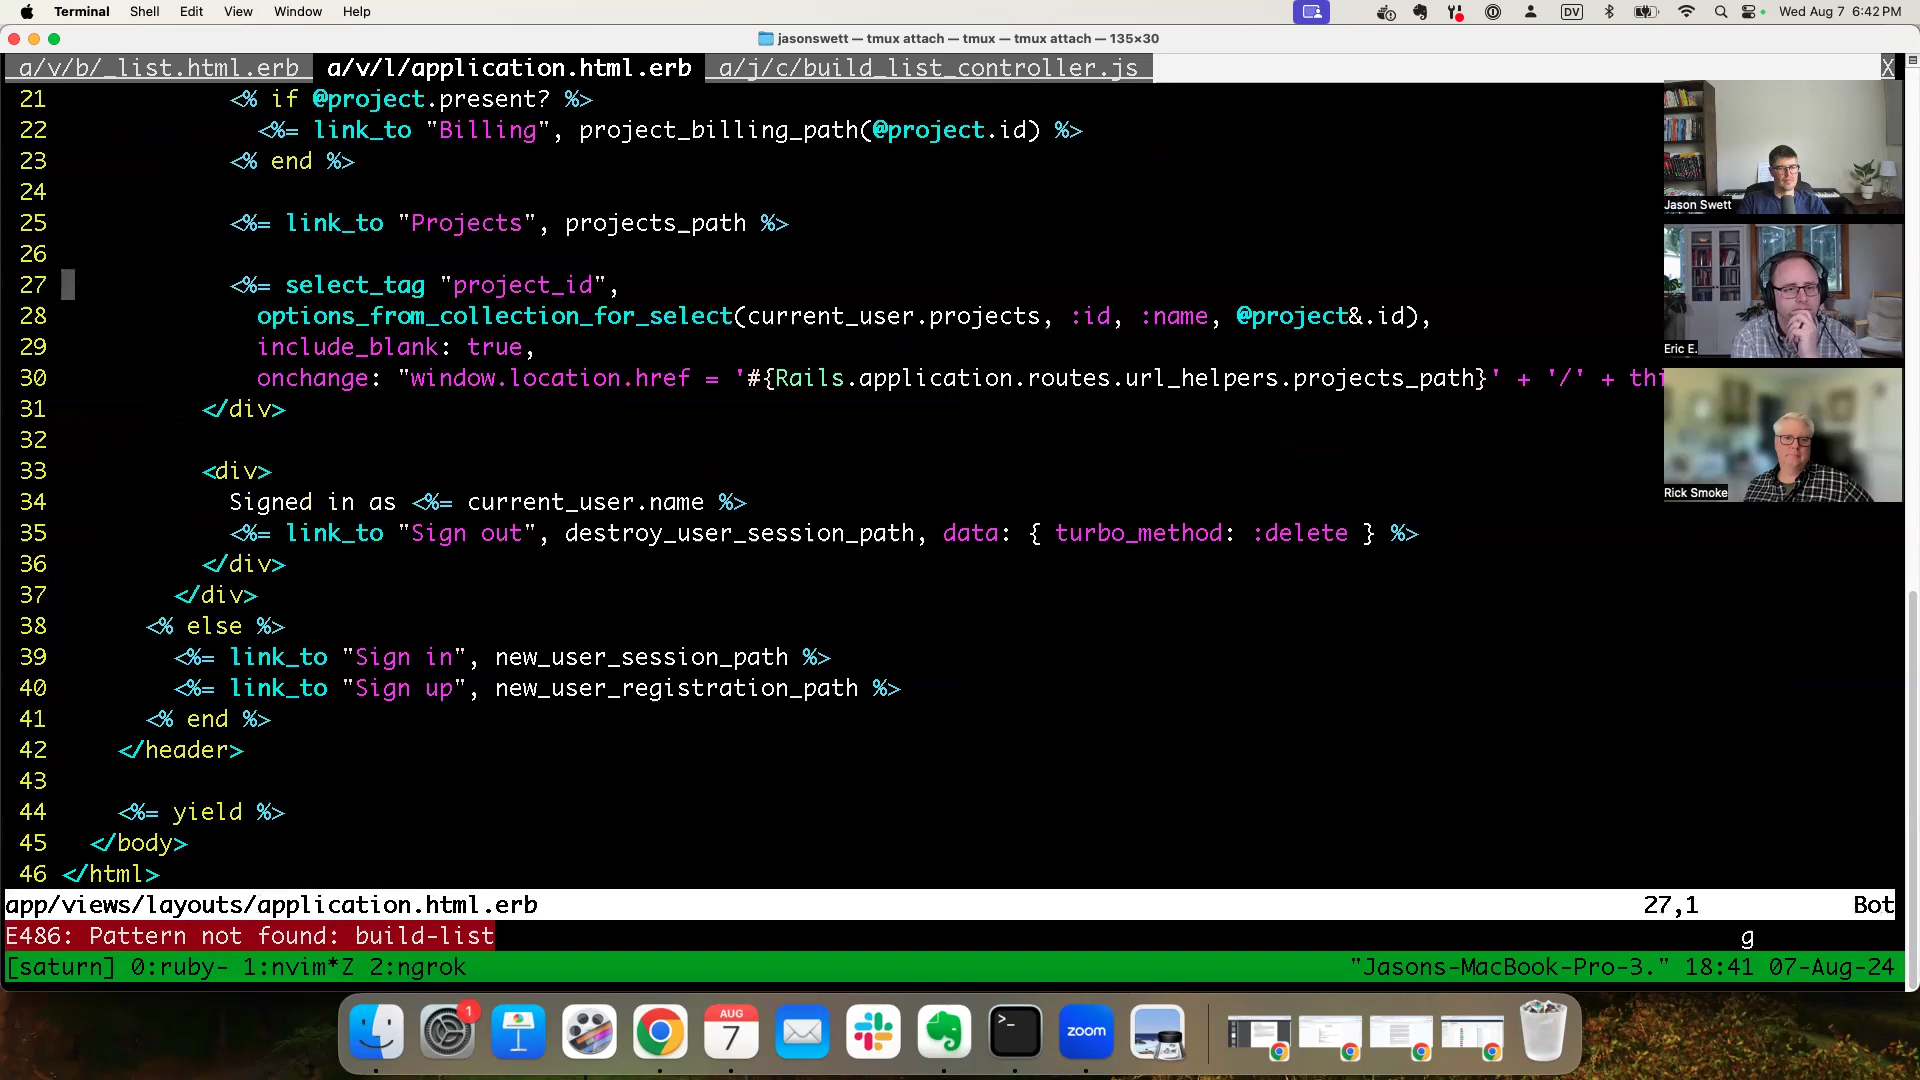 Terminal Shell Edit View Window Help DV Wed Aug 7 6:42 PM
jasonswett — tmux attach — tmux — tmux attach — 135×30
a/v/b/_list.html.erb a/v/l/application.html.erb a/j/c/build_list_controller.js X
21 <% if @project.present? %>
22 <%= link_to "Billing", project_billing_path(@project.id) %>
23 <% end %>
24
25 <%= link_to "Projects", projects_path %>
26
27 <%= select_tag "project_id",
28 options_from_collection_for_select(current_user.projects, :id, :name, @project&.id),
29 include_blank: true,
30 onchange: "window.location.href = '#{Rails.application.routes.url_helpers.projects_path}' + '/' + thi
31 </div>
32
33 <div>
34 Signed in as <%= current_user.name %>
35 <%= link_to "Sign out", destroy_user_session_path, data: { turbo_method: :delete } %>
36 </div>
37 </div>
38 <% else %>
39 <%= link_to "Sign in", new_user_session_path %>
40 <%= link_to "Sign up", new_user_registration_path %>
41 <% end %>
42 </header>
43
44 <%= yield %>
45 </body>
46 </html>
app/views/layouts/application.html.erb 27,1 Bot
E486: Pattern not found: build-list g
[saturn] 0:ruby- 1:nvim*Z 2:ngrok "Jasons-MacBook-Pro-3." 18:41 07-Aug-24
Jason Swett
Eric E.
Rick Smoke
1
AUG
7
>_
zoom